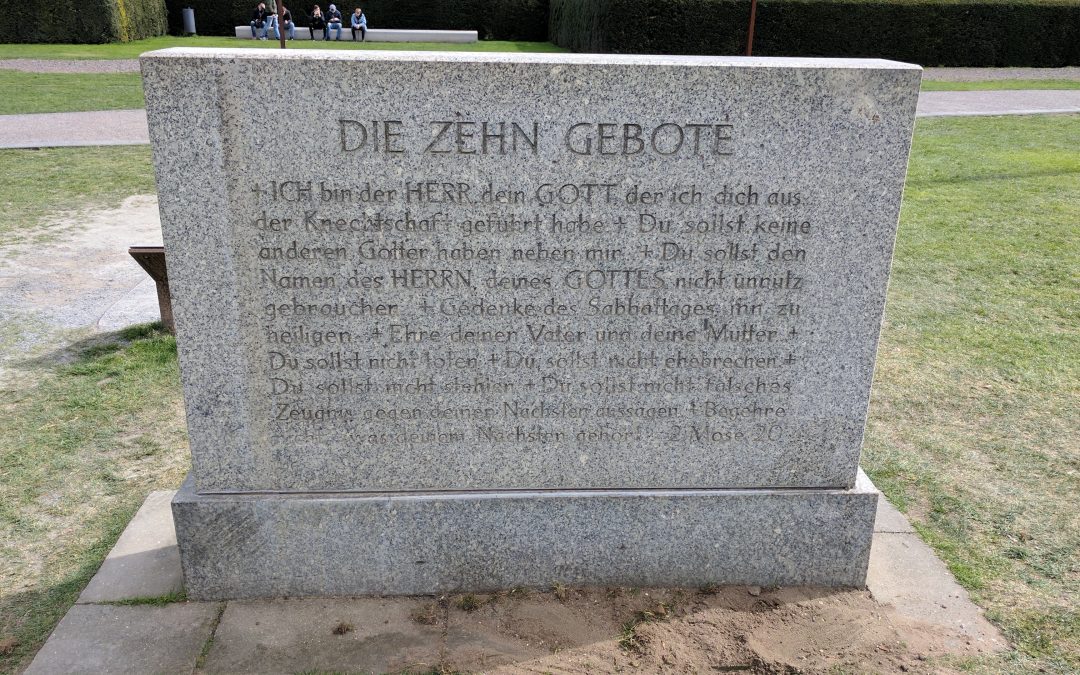 DIE ZEHN GEBOTE
+ ICH bin der HERR dein GOTT der ich dich aus
der Knechtschaft geführt habe + Du sollst keine
anderen Götter haben neben mir. + Du sollst den
Namen des HERRN, deines GOTTES nicht unnütz
gebrauchen + Gedenke des Sabbattages ihn zu
heiligen. + Ehre deinen Vater und deine Mutter +
Du sollst nicht töten + Du sollst nicht ehebrechen +
Du sollst nicht stehlen + Du sollst nicht falsches
Zeugnis gegen deinen Nächsten aussagen + Begehre
nicht, was deinem Nächsten gehört - 2 Mose 20